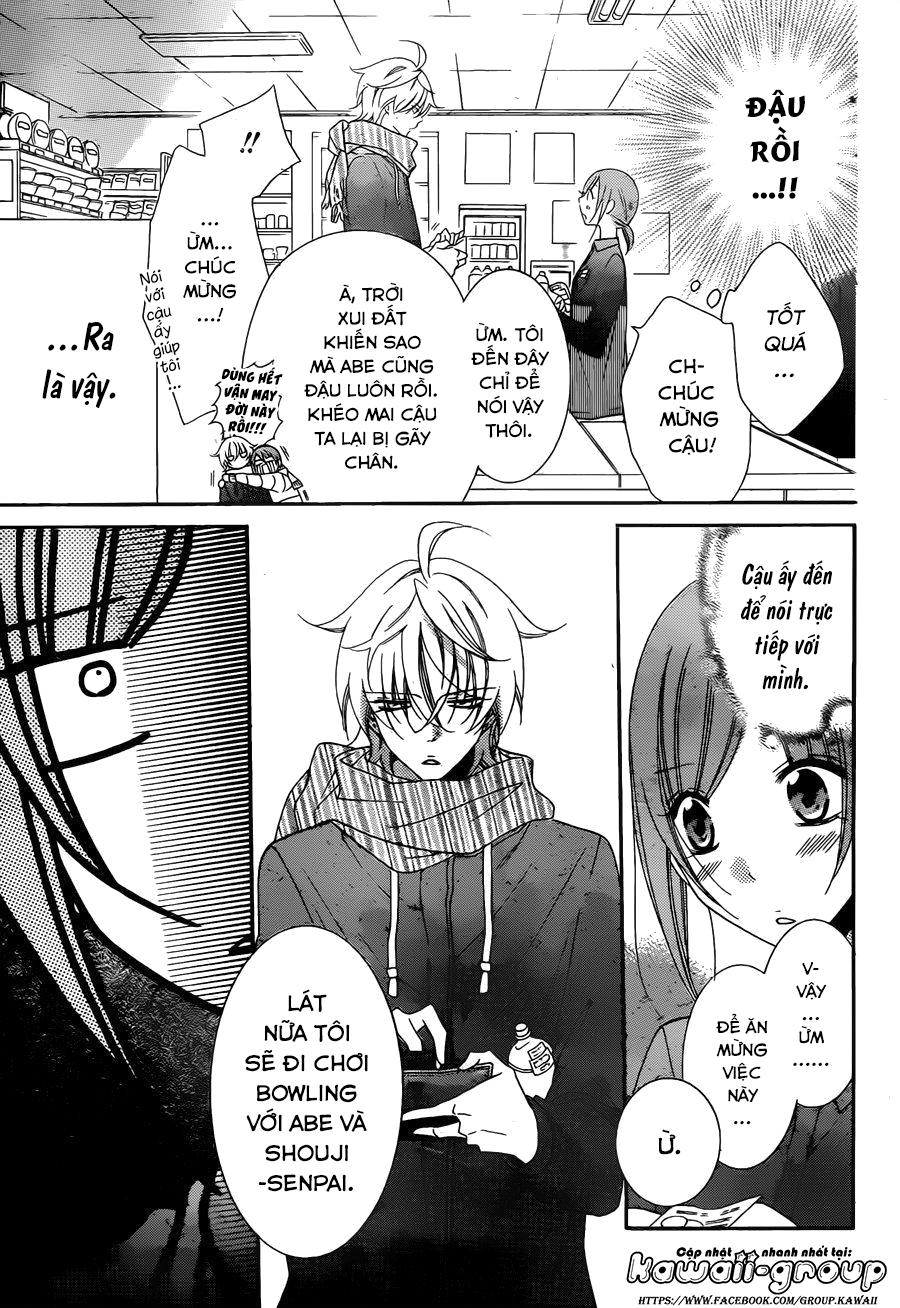 ĐẬU
RỒI
...!!
TỐT
QUÁ
...
CH-
CHÚC
MỪNG
CẬU!
ỪM. TÔI
ĐẾN ĐÂY
CHỈ ĐỂ
NÓI VẬY
THÔI.
À, TRỜI
XUI ĐẤT
KHIẾN SAO
MÀ ABE CŨNG
ĐẬU LUÔN RỒI.
KHÉO MAI CẬU
TA LẠI BỊ GÃY
CHÂN.
DÙNG HẾT
VẬN MAY
ĐỜI NÀY
RỒI!!!
!!
...
ỪM...
CHÚC
MỪNG
...!
Nói
với
cậu
ấy
giúp
tôi
!...
...Ra
là vậy.
Cậu ấy đến
để nói trực
tiếp với
mình.
V-
VẬY
...
ỪM
......
ĐỂ ĂN
MỪNG
VIỆC
NÀY
...
Ừ.
LÁT
NỮA TÔI
SẼ ĐI CHƠI
BOWLING
VỚI ABE VÀ
SHOUJI
-SENPAI.
Cập nhật nhanh nhất tại:
kawaii-group
HTTPS://WWW.FACEBOOK.COM/GROUP.KAWAII